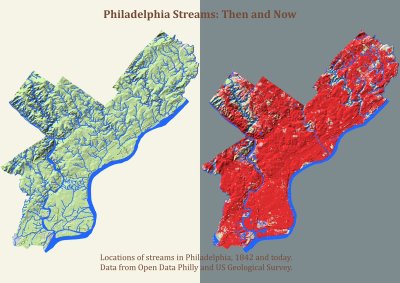 Philadelphia Streams: Then and Now
Locations of streams in Philadelphia, 1842 and today.
Data from Open Data Philly and US Geological Survey.